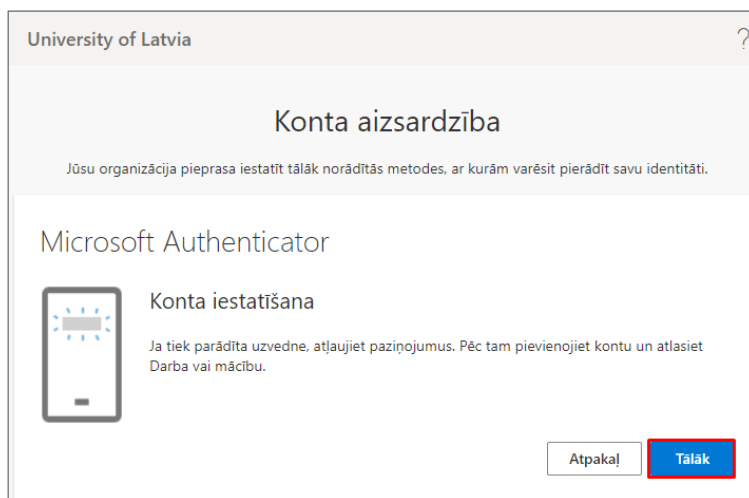 University of Latvia
?
Konta aizsardzība
Jūsu organizācija pieprasa iestatīt tālāk norādītās metodes, ar kurām varēsit pierādīt savu identitāti.
Microsoft Authenticator
Konta iestatīšana
Ja tiek parādīta uzvedne, atļaujiet paziņojumus. Pēc tam pievienojiet kontu un atlasiet
Darba vai mācību.
Atpakaļ
Tālāk